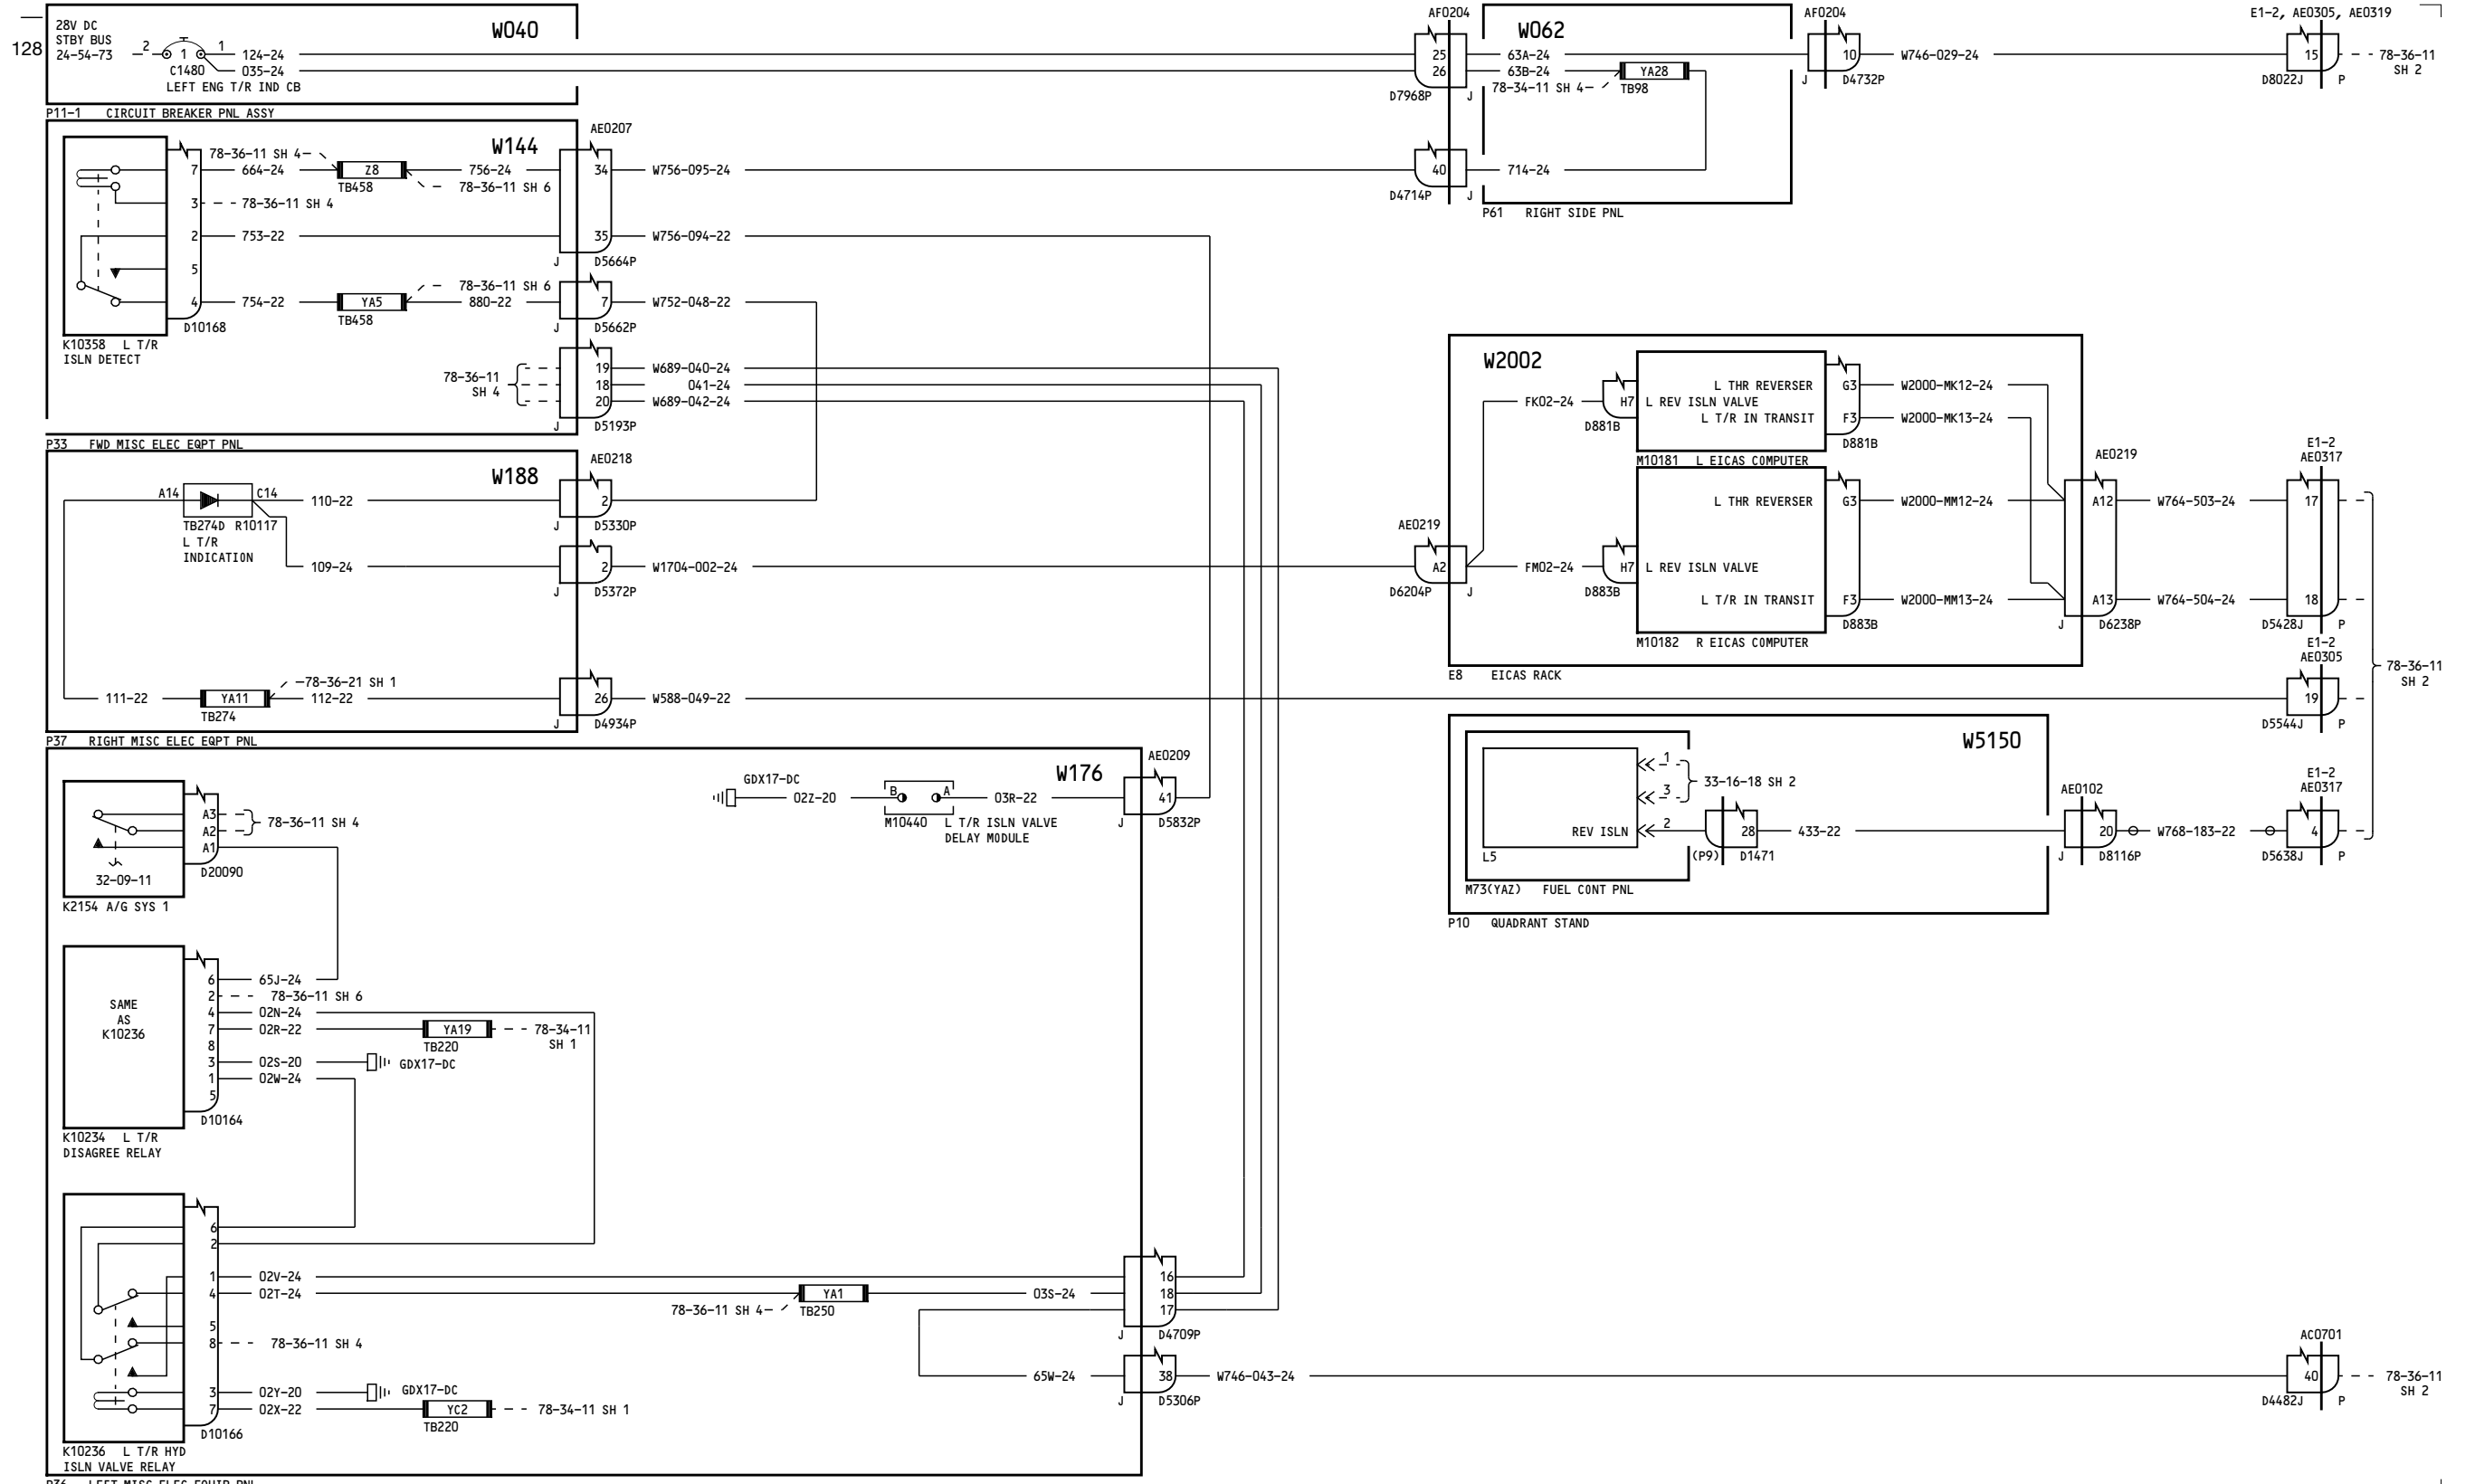 128
28V DC
STBY BUS
24-54-73
2
1
1
C1480
LEFT ENG T/R IND CB
124-24
035-24
W040
P11-1 CIRCUIT BREAKER PNL ASSY
AF0204
25
26
D7968P
J
W062
63A-24
63B-24
78-34-11 SH 4
YA28
TB98
40
D4714P
J
714-24
P61 RIGHT SIDE PNL
AF0204
10
J
D4732P
W746-029-24
E1-2, AE0305, AE0319
15
D8022J
P
78-36-11
SH 2
W144
78-36-11 SH 4
7
664-24
Z8
TB458
756-24
78-36-11 SH 6
3
78-36-11 SH 4
2
753-22
5
4
754-22
YA5
TB458
78-36-11 SH 6
880-22
D10168
K10358 L T/R
ISLN DETECT
AE0207
34
W756-095-24
35
W756-094-22
J
D5664P
7
W752-048-22
J
D5662P
78-36-11
SH 4
19
W689-040-24
18
041-24
20
W689-042-24
J
D5193P
P33 FWD MISC ELEC EQPT PNL
W188
A14
C14
TB274D R10117
L T/R
INDICATION
110-22
109-24
AE0218
2
J
D5330P
2
W1704-002-24
J
D5372P
111-22
YA11
TB274
78-36-21 SH 1
112-22
26
W588-049-22
J
D4934P
P37 RIGHT MISC ELEC EQPT PNL
W2002
AE0219
A2
D6204P
J
FK02-24
H7
D881B
L THR REVERSER
L REV ISLN VALVE
L T/R IN TRANSIT
G3
F3
D881B
M10181 L EICAS COMPUTER
W2000-MK12-24
W2000-MK13-24
FM02-24
H7
D883B
L THR REVERSER
L REV ISLN VALVE
L T/R IN TRANSIT
G3
F3
D883B
M10182 R EICAS COMPUTER
W2000-MM12-24
W2000-MM13-24
AE0219
A12
A13
J
D6238P
E8 EICAS RACK
W764-503-24
W764-504-24
E1-2
AE0317
17
18
D5428J
P
E1-2
AE0305
19
D5544J
P
78-36-11
SH 2
W5150
1
3
33-16-18 SH 2
REV ISLN
2
L5
(P9)
28
D1471
433-22
M73(YAZ) FUEL CONT PNL
P10 QUADRANT STAND
AE0102
20
J
D8116P
W768-183-22
E1-2
AE0317
4
D5638J
P
W176
GDX17-DC
02Z-20
B
A
M10440 L T/R ISLN VALVE
DELAY MODULE
03R-22
AE0209
41
J
D5832P
A3
A2
A1
78-36-11 SH 4
32-09-11
D20090
K2154 A/G SYS 1
SAME
AS
K10236
6
65J-24
2
78-36-11 SH 6
4
02N-24
7
02R-22
YA19
TB220
78-34-11
SH 1
8
3
02S-20
GDX17-DC
1
02W-24
5
D10164
K10234 L T/R
DISAGREE RELAY
6
2
1
02V-24
4
02T-24
78-36-11 SH 4
YA1
TB250
03S-24
5
8
78-36-11 SH 4
3
02Y-20
GDX17-DC
7
02X-22
YC2
TB220
78-34-11 SH 1
D10166
K10236 L T/R HYD
ISLN VALVE RELAY
16
18
17
J
D4709P
65W-24
38
W746-043-24
J
D5306P
AC0701
40
D4482J
P
78-36-11
SH 2
P36 LEFT MISC ELEC EQUIP PNL